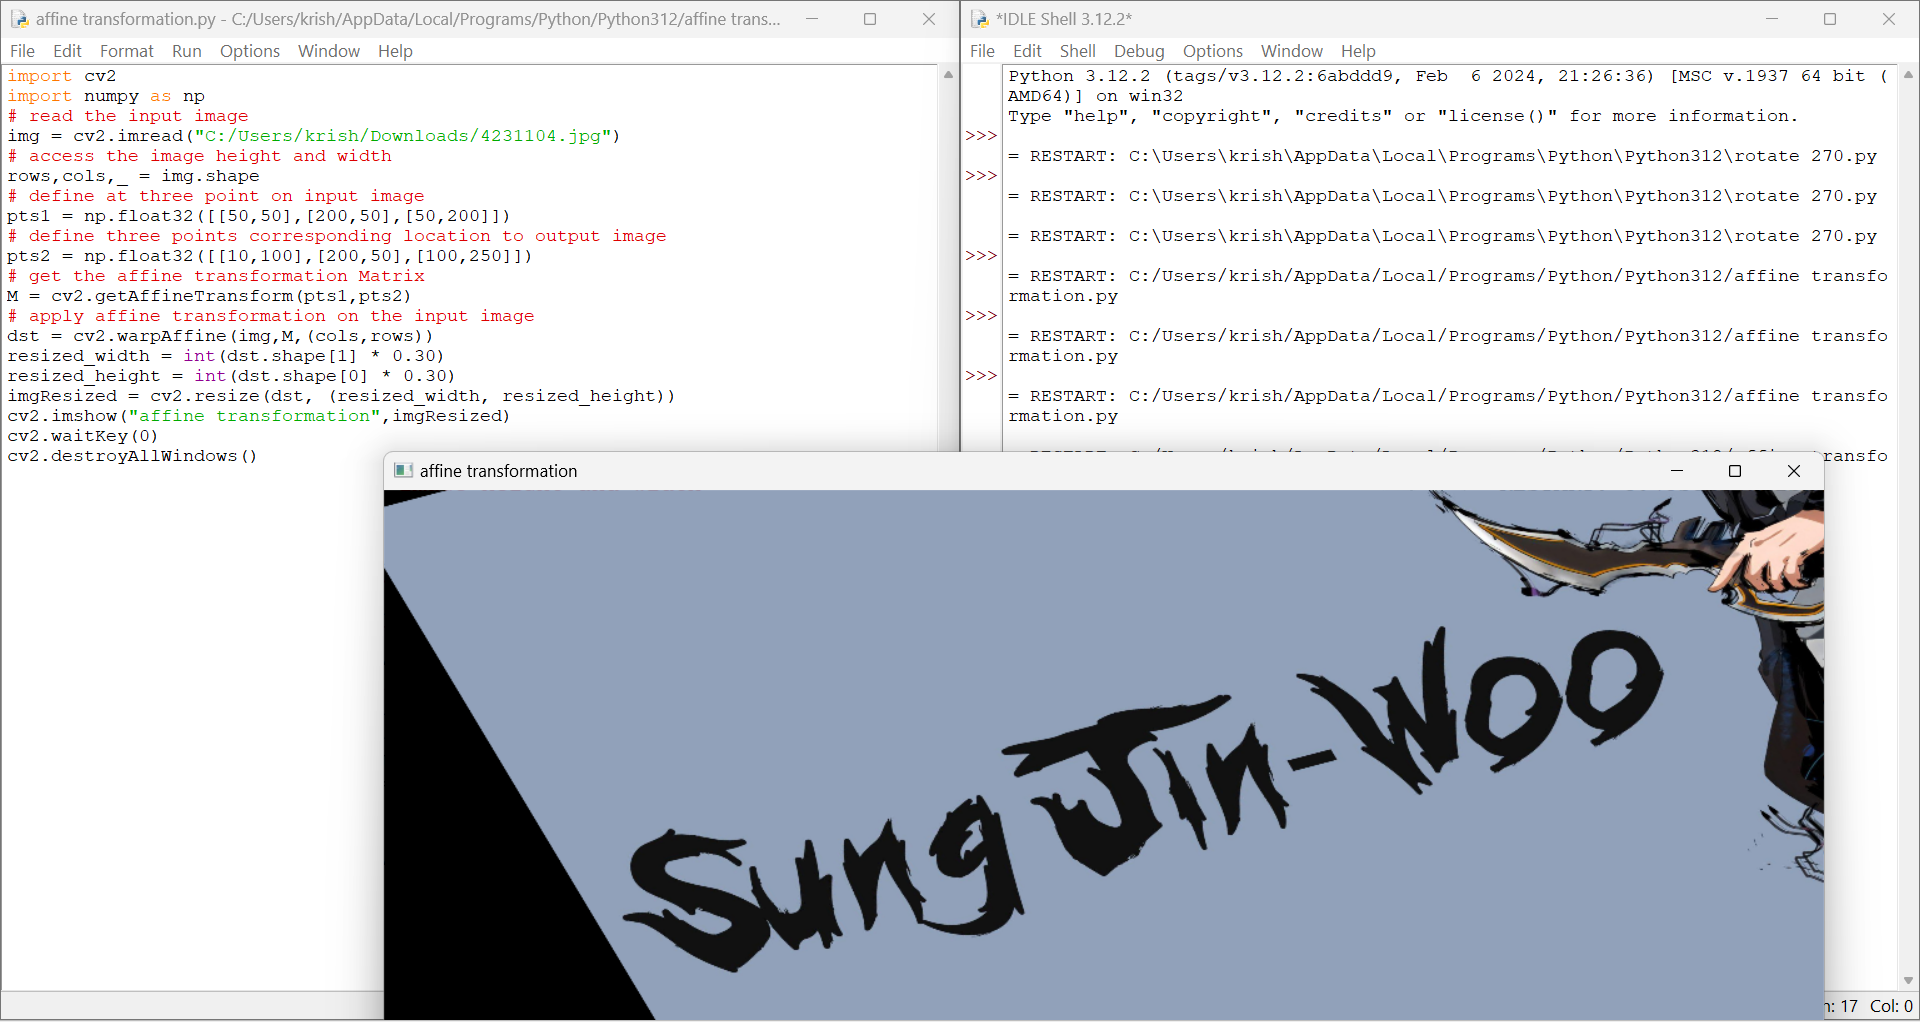 affine transformation.py - C:/Users/krish/AppData/Local/Programs/Python/Python312/affine trans...
File Edit Format Run Options Window Help
import cv2
import numpy as np
# read the input image
img = cv2.imread("C:/Users/krish/Downloads/4231104.jpg")
# access the image height and width
rows,cols,_ = img.shape
# define at three point on input image
pts1 = np.float32([[50,50],[200,50],[50,200]])
# define three points corresponding location to output image
pts2 = np.float32([[10,100],[200,50],[100,250]])
# get the affine transformation Matrix
M = cv2.getAffineTransform(pts1,pts2)
# apply affine transformation on the input image
dst = cv2.warpAffine(img,M,(cols,rows))
resized_width = int(dst.shape[1] * 0.30)
resized_height = int(dst.shape[0] * 0.30)
imgResized = cv2.resize(dst, (resized_width, resized_height))
cv2.imshow("affine transformation",imgResized)
cv2.waitKey(0)
cv2.destroyAllWindows()
*IDLE Shell 3.12.2*
File Edit Shell Debug Options Window Help
Python 3.12.2 (tags/v3.12.2:6abddd9, Feb  6 2024, 21:26:36) [MSC v.1937 64 bit (
AMD64)] on win32
Type "help", "copyright", "credits" or "license()" for more information.
>>>
= RESTART: C:\Users\krish\AppData\Local\Programs\Python\Python312\rotate 270.py
>>>
= RESTART: C:\Users\krish\AppData\Local\Programs\Python\Python312\rotate 270.py
= RESTART: C:\Users\krish\AppData\Local\Programs\Python\Python312\rotate 270.py
>>>
= RESTART: C:/Users/krish/AppData/Local/Programs/Python/Python312/affine transfo
rmation.py
>>>
= RESTART: C:/Users/krish/AppData/Local/Programs/Python/Python312/affine transfo
rmation.py
>>>
= RESTART: C:/Users/krish/AppData/Local/Programs/Python/Python312/affine transfo
rmation.py
ransfo
affine transformation
Sung Jin-Woo
n: 17 Col: 0